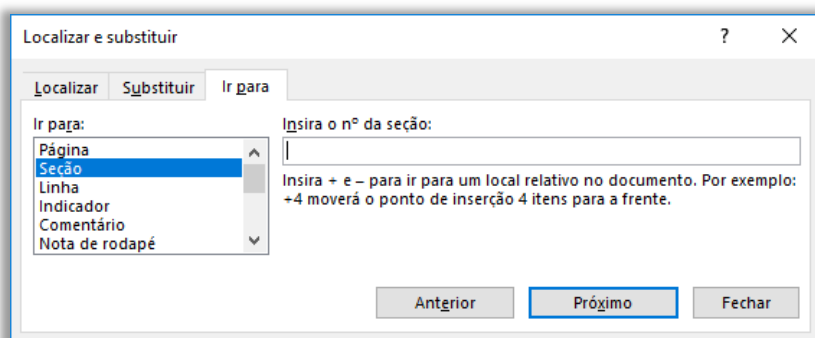 Localizar e substituir ? ×
Localizar Substituir Ir para
Ir para:
Página
Seção
Linha
Indicador
Comentário
Nota de rodapé
Insira o nº da seção:
Insira + e – para ir para um local relativo no documento. Por exemplo:
+4 moverá o ponto de inserção 4 itens para a frente.
Anterior Próximo Fechar